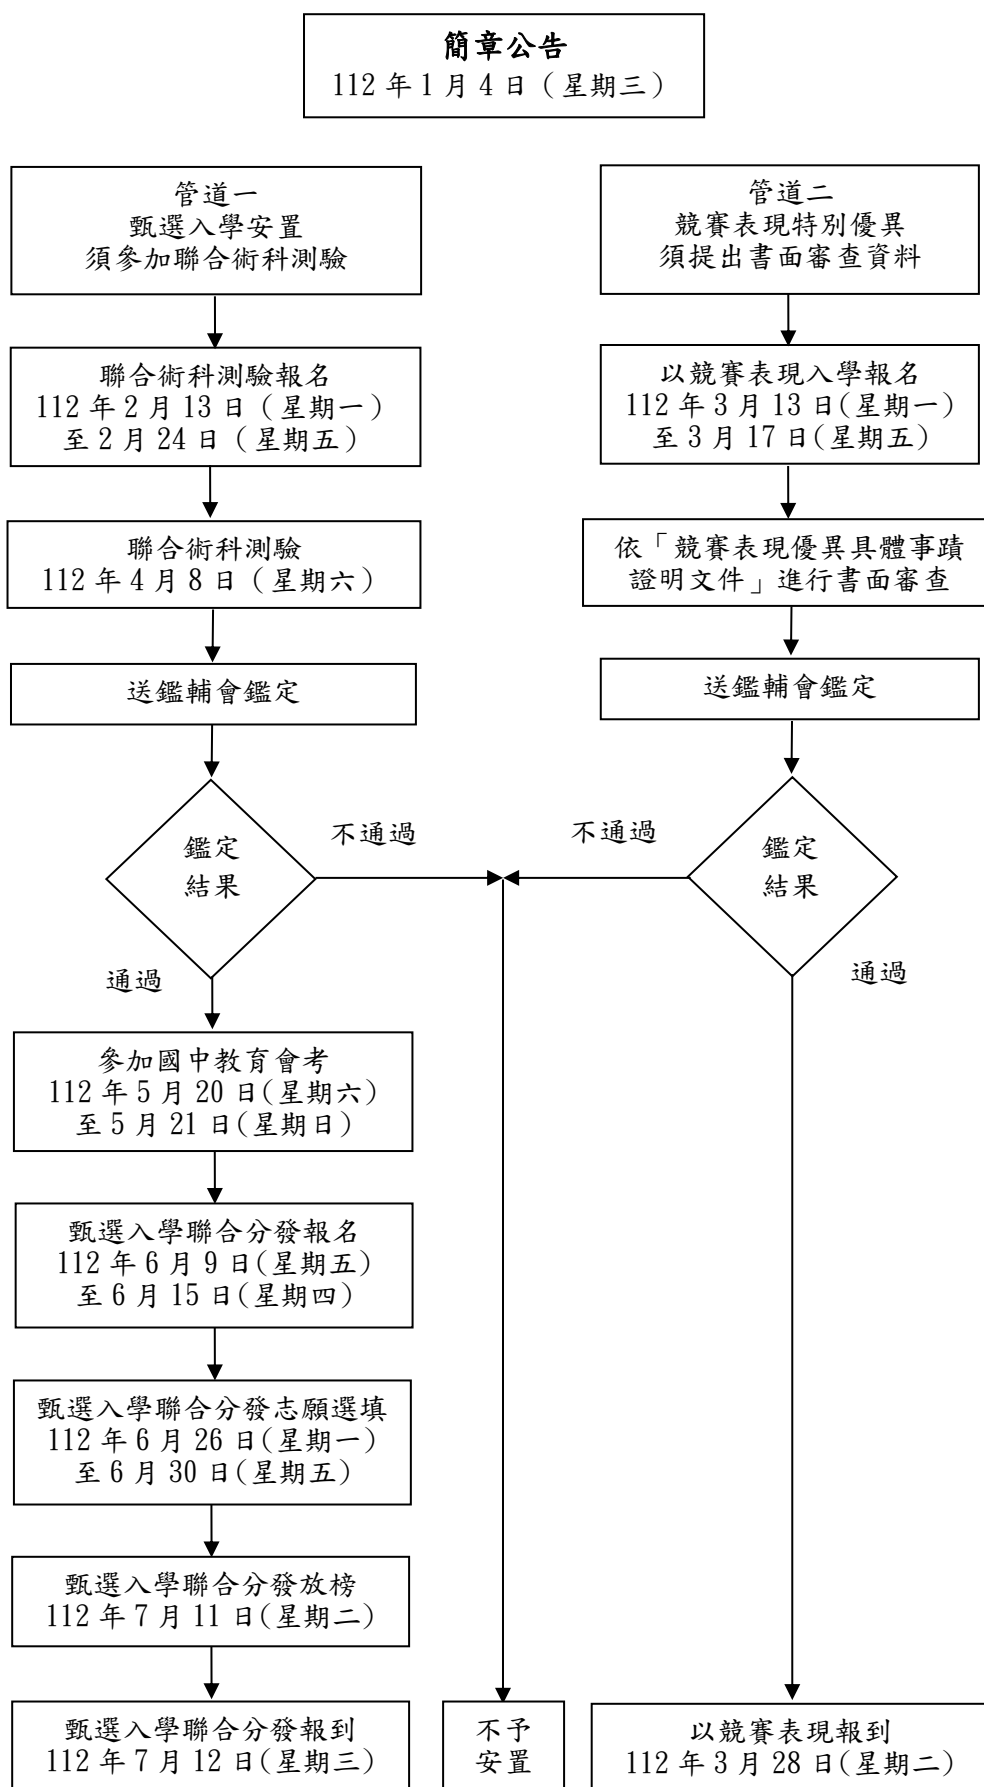 簡章公告
112 年 1 月 4 日（星期三）
管道一
甄選入學安置
須參加聯合術科測驗
聯合術科測驗報名
112 年 2 月 13 日（星期一）
至 2 月 24 日（星期五）
聯合術科測驗
112 年 4 月 8 日（星期六）
送鑑輔會鑑定
鑑定
結果
不通過
通過
參加國中教育會考
112 年 5 月 20 日(星期六)
至 5 月 21 日(星期日)
甄選入學聯合分發報名
112 年 6 月 9 日(星期五)
至 6 月 15 日(星期四)
甄選入學聯合分發志願選填
112 年 6 月 26 日(星期一)
至 6 月 30 日(星期五)
甄選入學聯合分發放榜
112 年 7 月 11 日(星期二)
甄選入學聯合分發報到
112 年 7 月 12 日(星期三)
管道二
競賽表現特別優異
須提出書面審查資料
以競賽表現入學報名
112 年 3 月 13 日(星期一)
至 3 月 17 日(星期五)
依「競賽表現優異具體事蹟
證明文件」進行書面審查
送鑑輔會鑑定
鑑定
結果
不通過
通過
不予
安置
以競賽表現報到
112 年 3 月 28 日(星期二)